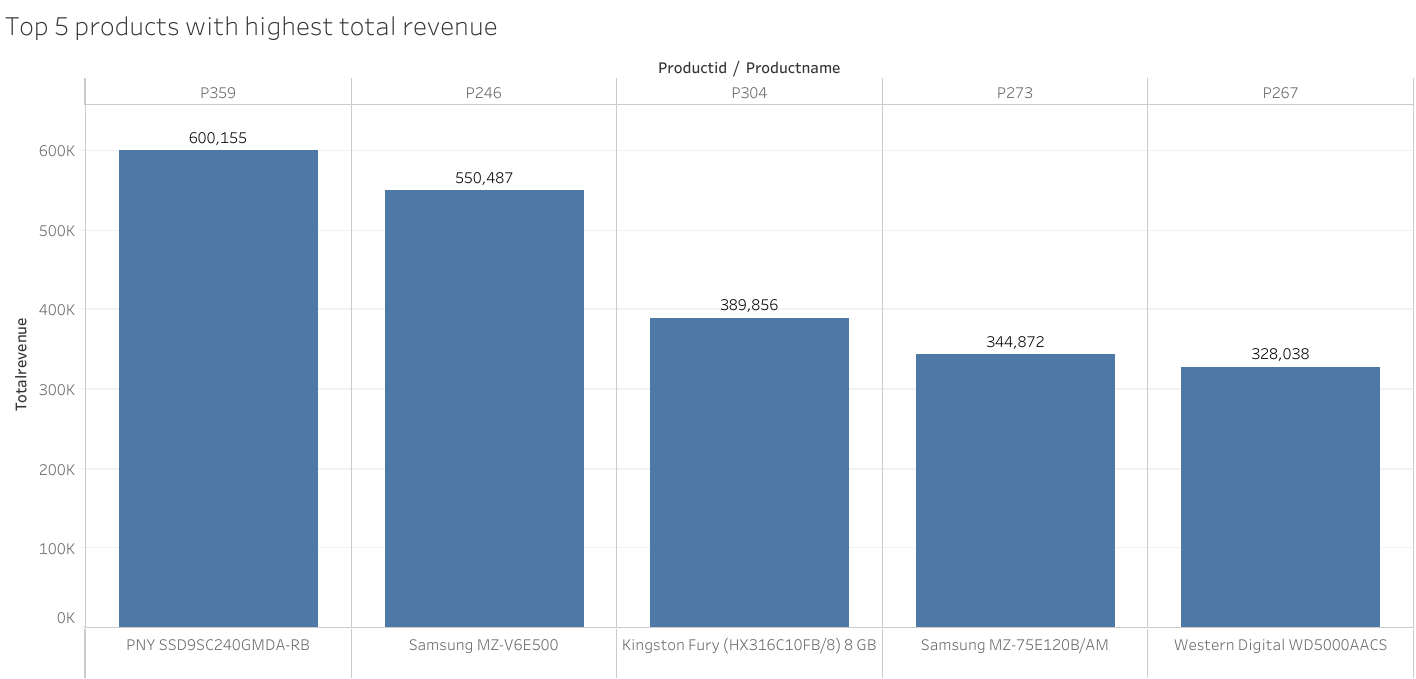 Top 5 products with highest total revenue
Productid / Productname
P359 P246 P304 P273 P267
600,155
600K
550,487
500K
400K
389,856
344,872
328,038
Totalrevenue
300K
200K
100K
0K
PNY SSD9SC240GMDA-RB Samsung MZ-V6E500 Kingston Fury (HX316C10FB/8) 8 GB Samsung MZ-75E120B/AM Western Digital WD5000AACS